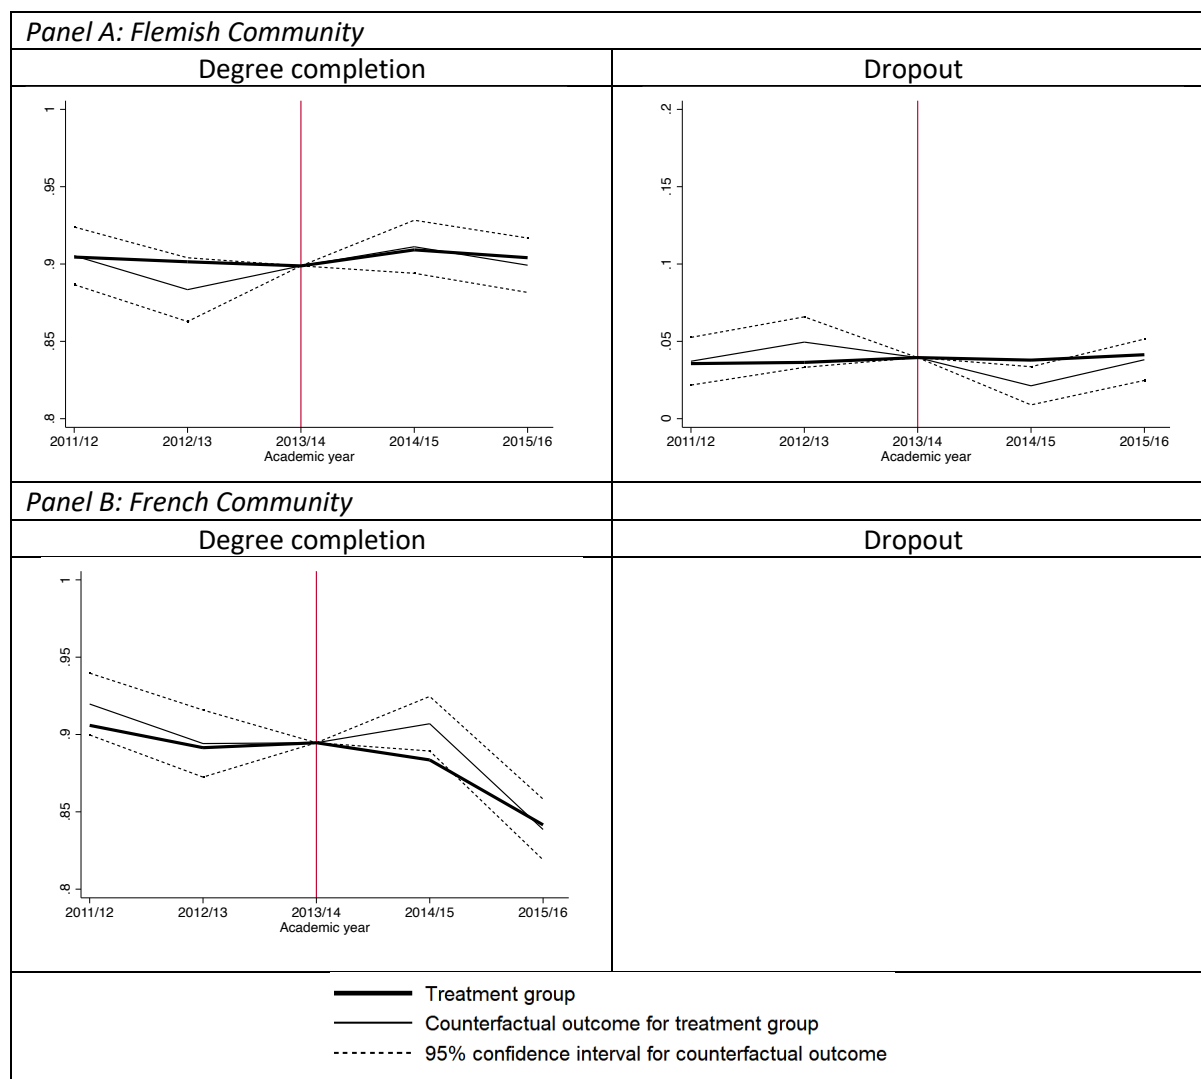 Panel A: Flemish Community
Degree completion
Dropout
1
.95
.9
.85
.8
2011/12 2012/13 2013/14 2014/15 2015/16
Academic year
.2
.15
.1
.05
0
2011/12 2012/13 2013/14 2014/15 2015/16
Academic year
Panel B: French Community
Degree completion
Dropout
1
.95
.9
.85
.8
2011/12 2012/13 2013/14 2014/15 2015/16
Academic year
Treatment group
Counterfactual outcome for treatment group
95% confidence interval for counterfactual outcome